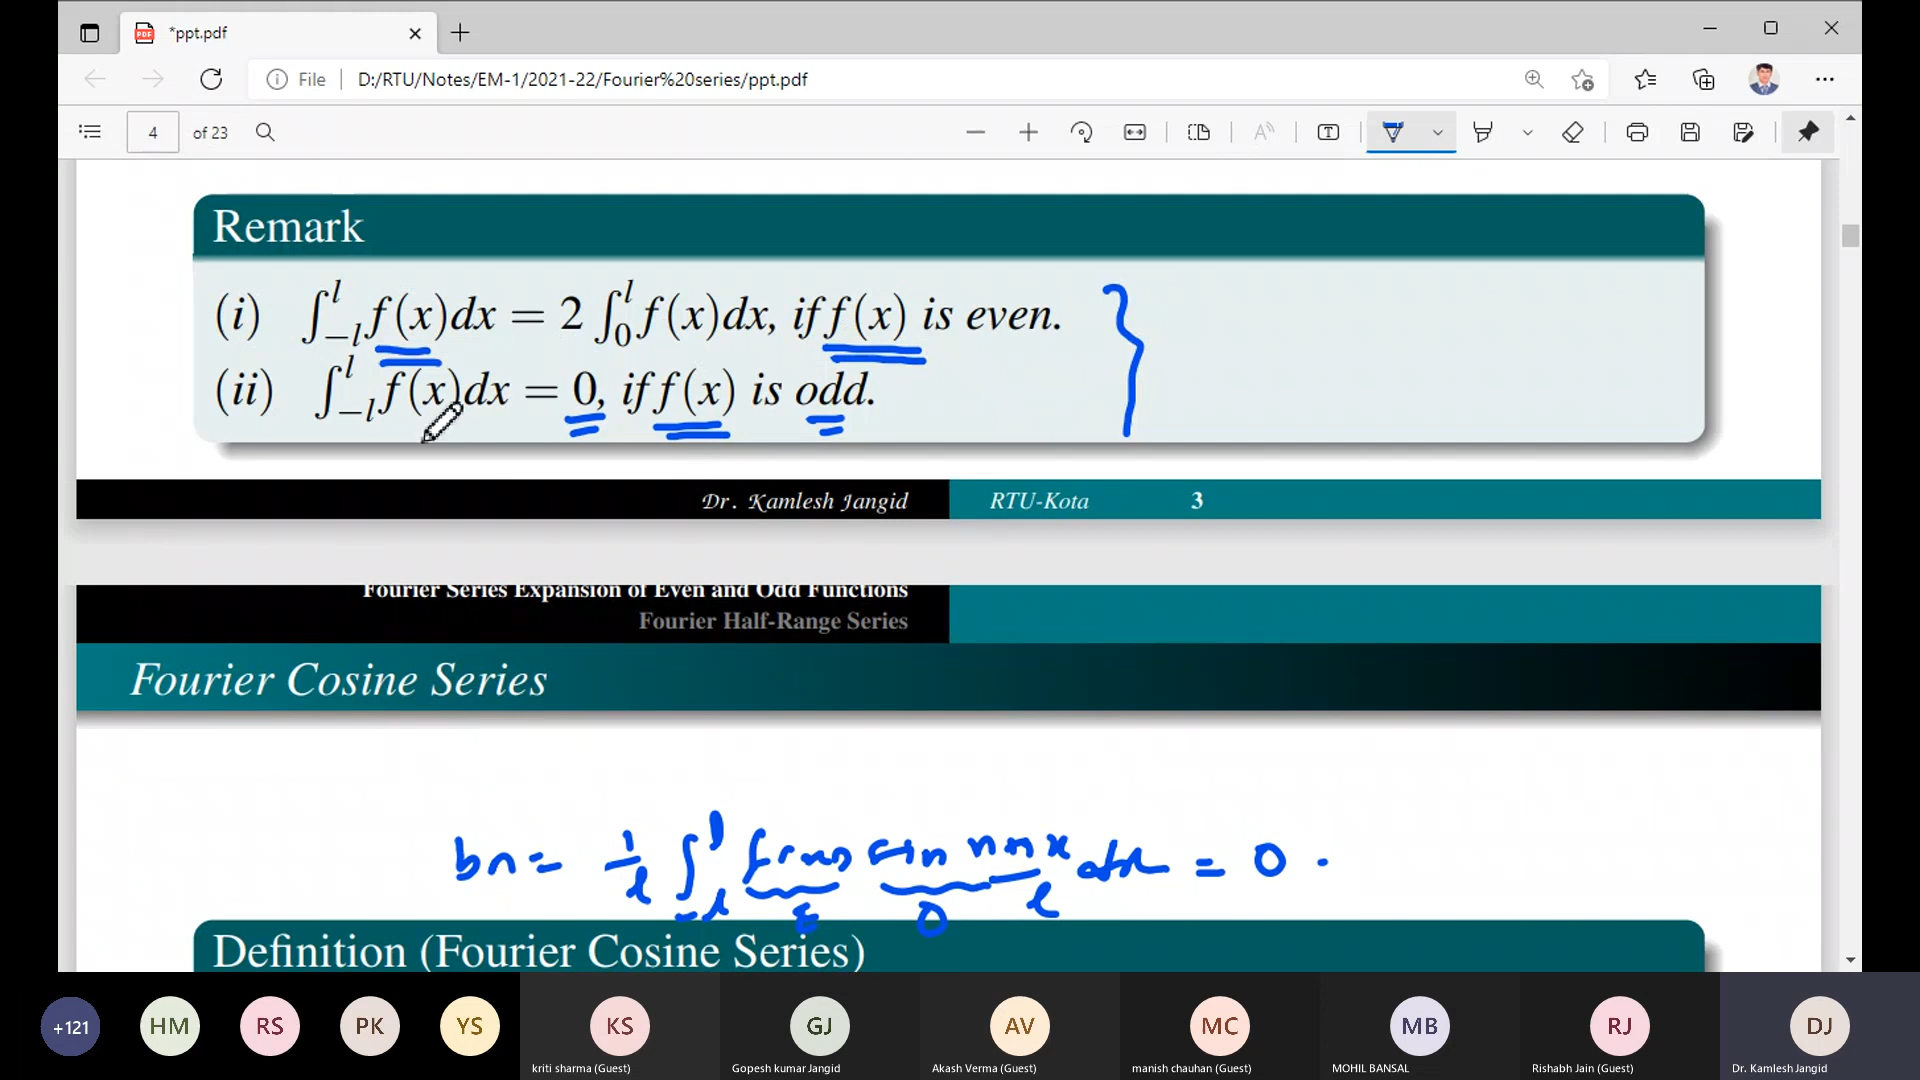 *ppt.pdf
File D:/RTU/Notes/EM-1/2021-22/Fourier%20series/ppt.pdf
4 of 23
Remark
(i) ∫_{-l}^{l} f(x)dx = 2 ∫_{0}^{l} f(x)dx, if f(x) is even.
(ii) ∫_{-l}^{l} f(x)dx = 0, if f(x) is odd.
Dr. Kamlesh Jangid RTU-Kota 3
Fourier Series Expansion of Even and Odd Functions
Fourier Half-Range Series
Fourier Cosine Series
bn = 1/l ∫_{-l}^{l} f(x) sin nπx/l dx = 0.
E O
Definition (Fourier Cosine Series)
+121 HM RS PK YS KS GJ AV MC MB RJ DJ
kriti sharma (Guest) Gopesh kumar Jangid Akash Verma (Guest) manish chauhan (Guest) MOHIL BANSAL Rishabh Jain (Guest) Dr. Kamlesh Jangid